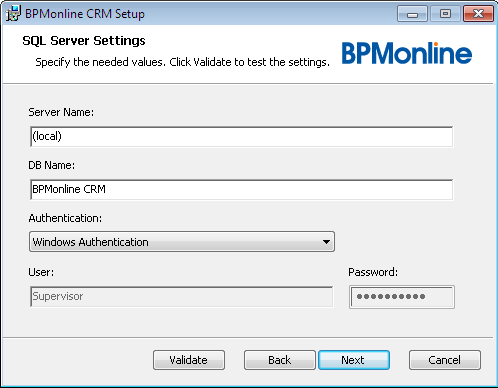 BPMonline CRM Setup
SQL Server Settings
Specify the needed values. Click Validate to test the settings.
BPMonline
Server Name:
(local)
DB Name:
BPMonline CRM
Authentication:
Windows Authentication
User: Password:
Supervisor ●●●●●●●●●●
Validate Back Next Cancel